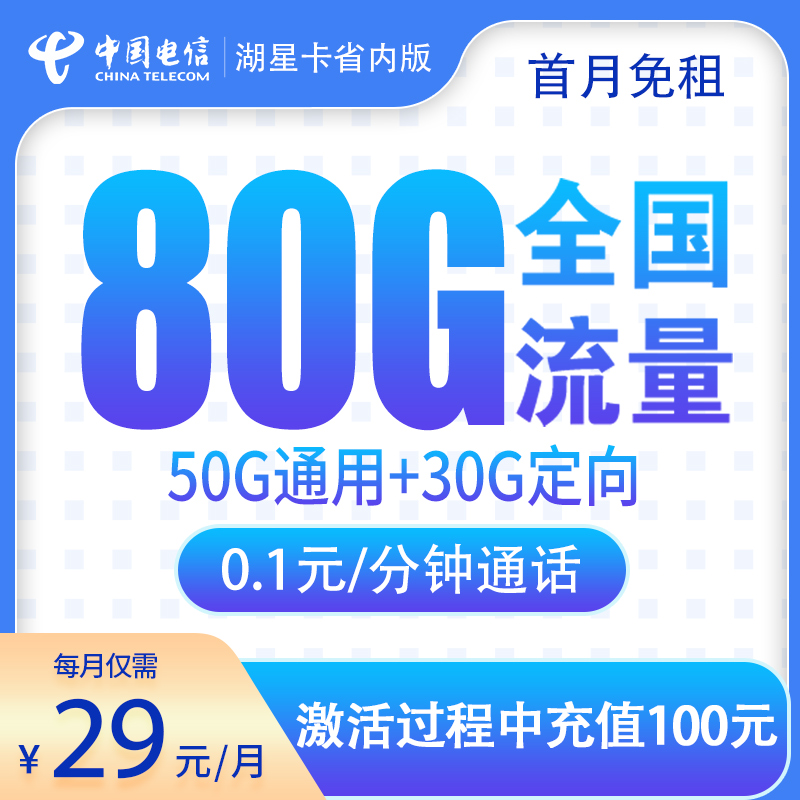 中国电信
CHINA TELECOM
湖星卡省内版
首月免租
80G
全国
流量
50G通用+30G定向
0.1元/分钟通话
每月仅需
¥29元/月
激活过程中充值100元